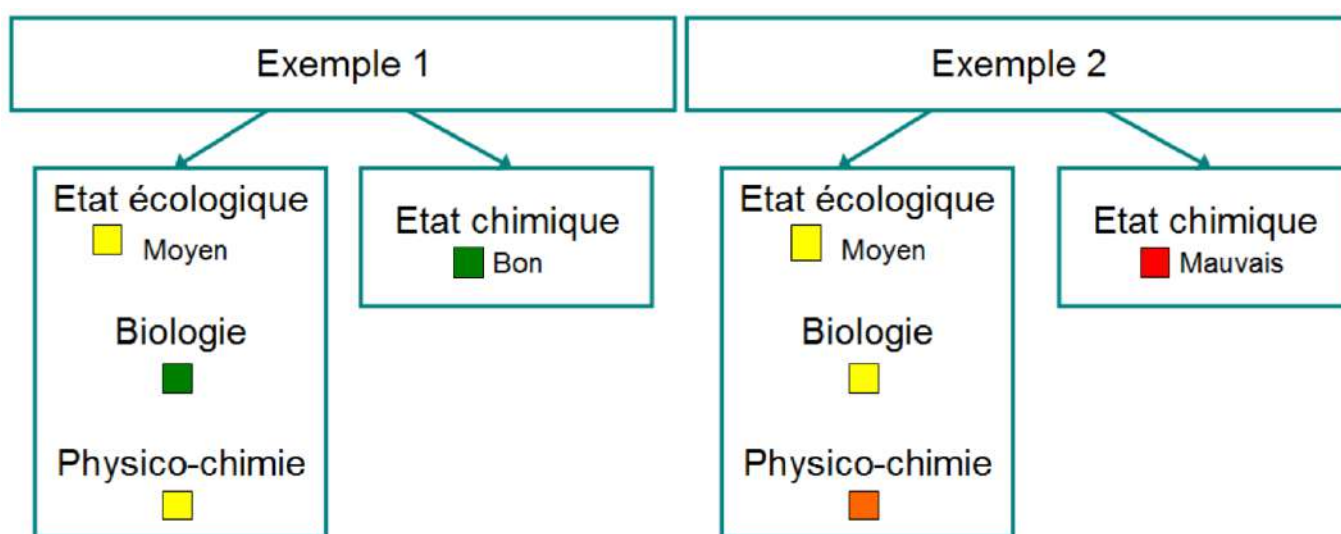 Exemple 1
Etat écologique
Moyen
Biologie
Physico-chimie
Etat chimique
Bon
Exemple 2
Etat écologique
Moyen
Biologie
Physico-chimie
Etat chimique
Mauvais